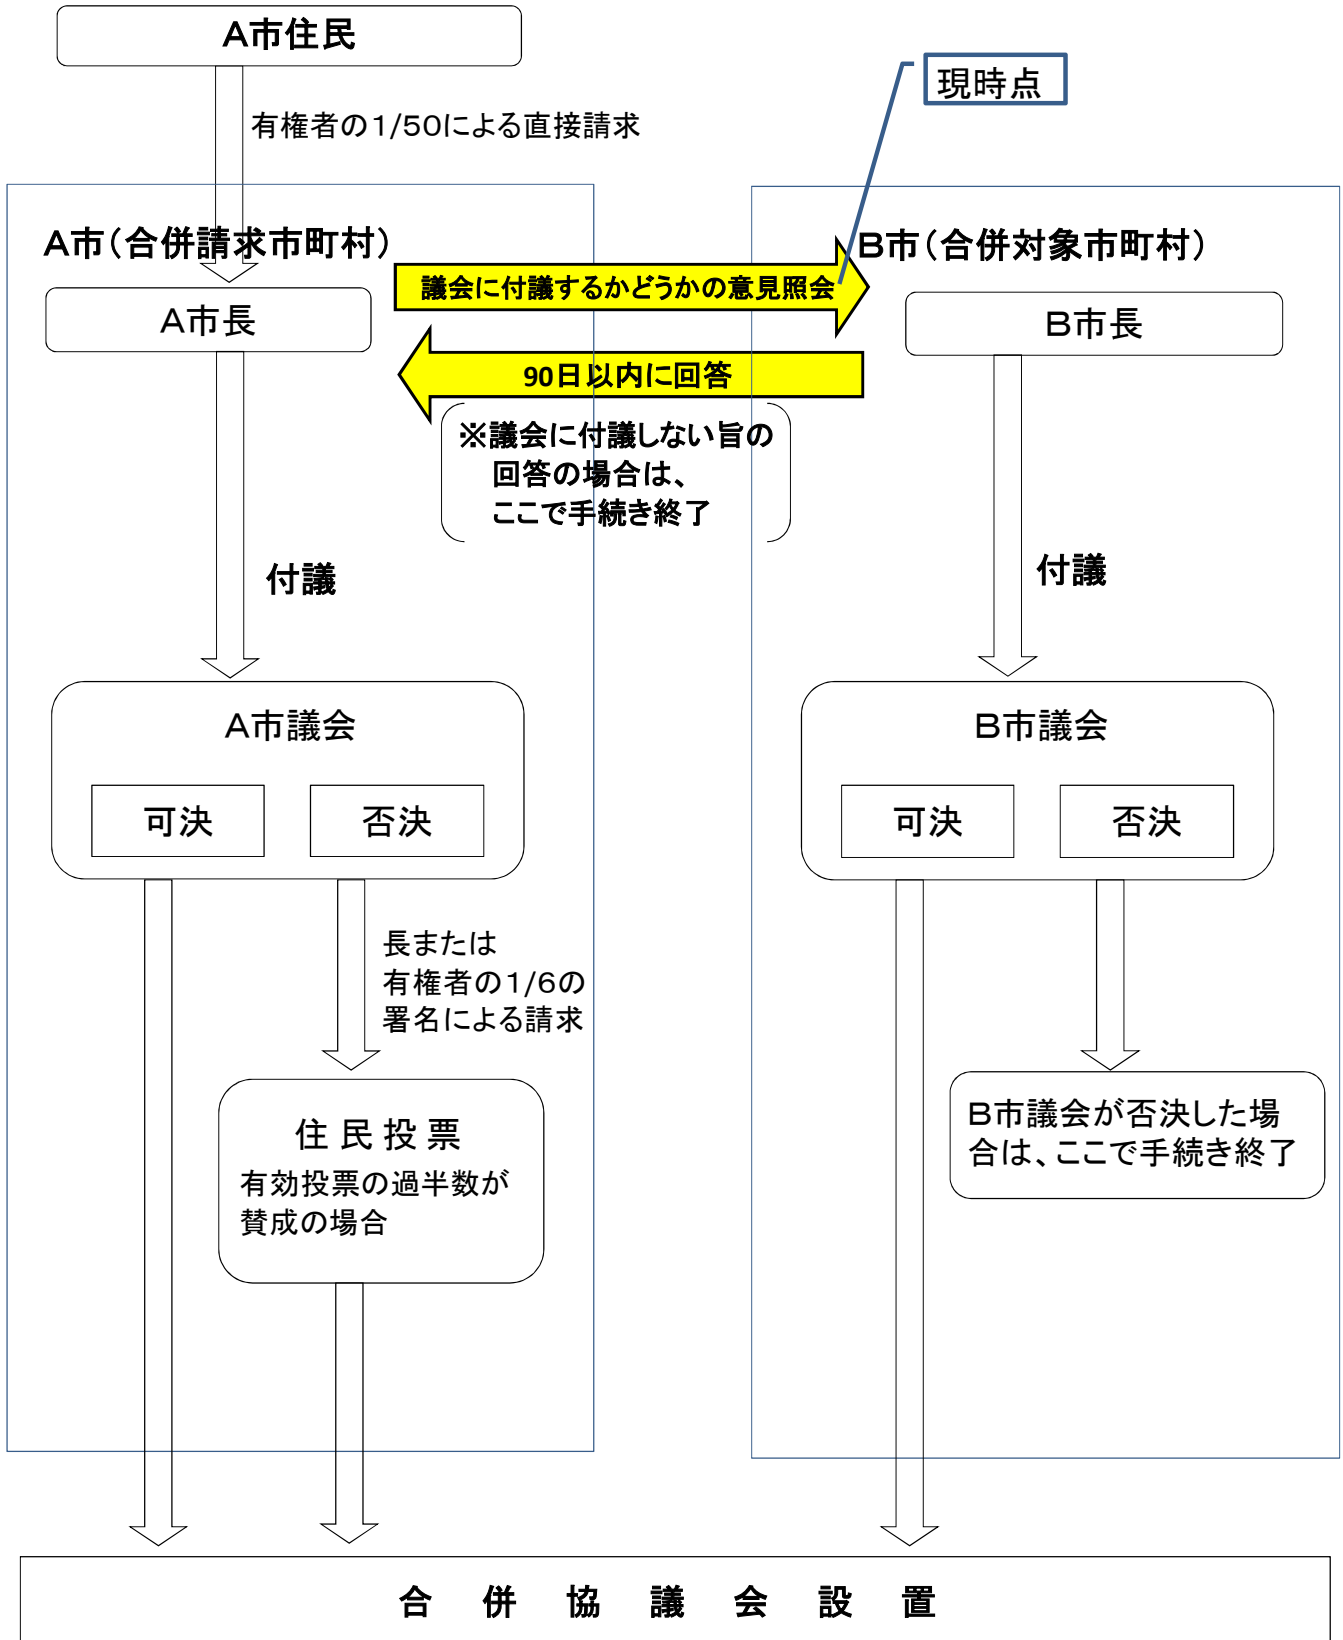 A市住民
現時点
有権者の1/50による直接請求
A市(合併請求市町村)
B市(合併対象市町村)
議会に付議するかどうかの意見照会
A市長
B市長
90日以内に回答
※議会に付議しない旨の
回答の場合は、
ここで手続き終了
付議
付議
A市議会
可決
否決
B市議会
可決
否決
長または
有権者の1/6の
署名による請求
住民投票
有効投票の過半数が
賛成の場合
B市議会が否決した場
合は、ここで手続き終了
合併協議会設置